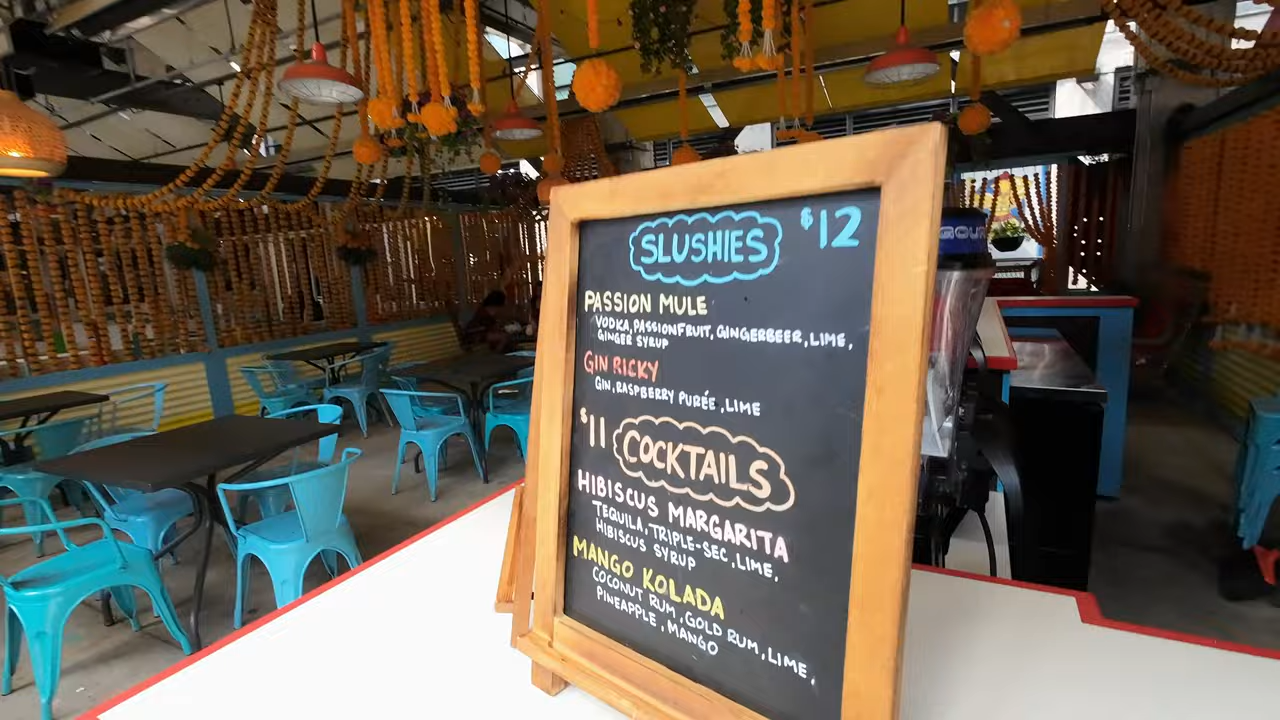 SLUSHIES $12
PASSION MULE
VODKA, PASSIONFRUIT, GINGERBEER, LIME,
GINGER SYRUP
GIN RICKY
GIN, RASPBERRY PURÉE, LIME
$11 COCKTAILS
HIBISCUS MARGARITA
TEQUILA, TRIPLE-SEC, LIME,
HIBISCUS SYRUP
MANGO KOLADA
COCONUT RUM, GOLD RUM, LIME,
PINEAPPLE, MANGO